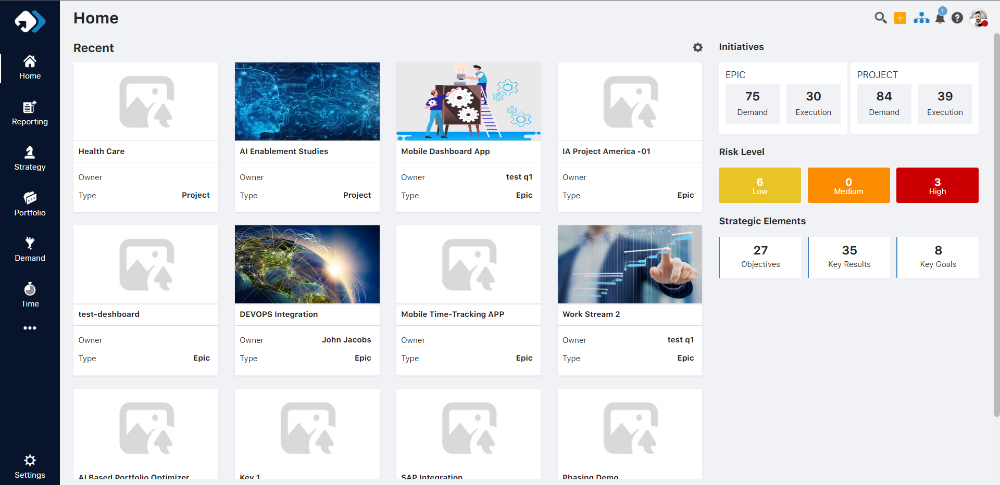 Home
1
Home
Reporting
Strategy
Portfolio
Demand
Time
Settings
Recent
Health Care
Owner
Type Project
AI Enablement Studies
Owner
Type Project
Mobile Dashboard App
Owner test q1
Type Epic
IA Project America -01
Owner
Type Epic
test-deshboard
Owner
Type Epic
DEVOPS Integration
Owner John Jacobs
Type Epic
Mobile Time-Tracking APP
Owner
Type Epic
Work Stream 2
Owner test q1
Type Epic
AI Based Portfolio Optimizer
Key 1
SAP Integration
Phasing Demo
Initiatives
EPIC
75 30
Demand Execution
PROJECT
84 39
Demand Execution
Risk Level
6 0 3
Low Medium High
Strategic Elements
27 35 8
Objectives Key Results Key Goals